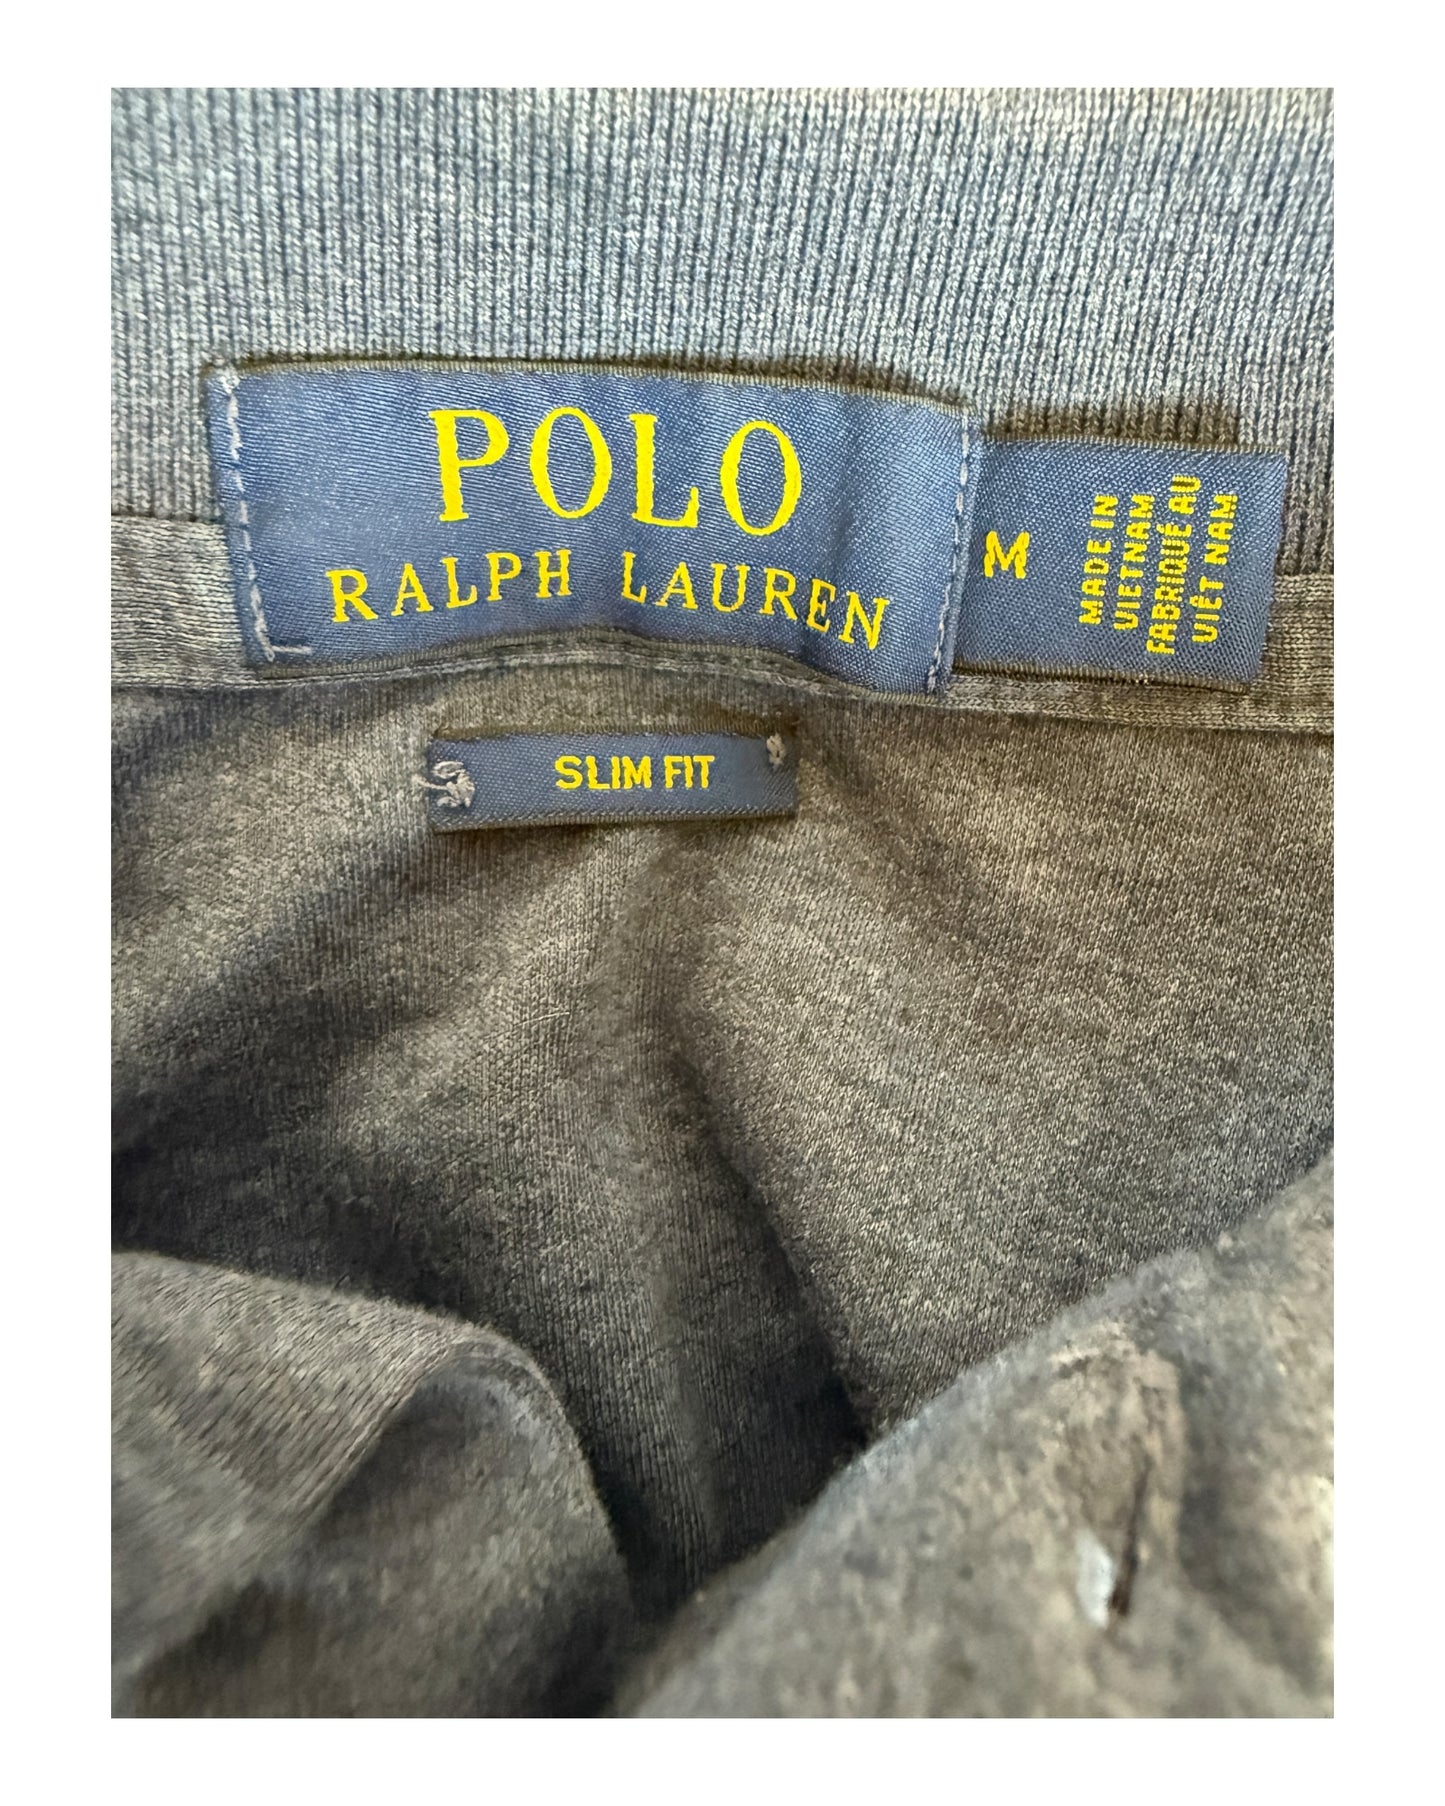 POLO
RALPH LAUREN
M
MADE IN
VIETNAM
FABRIQUÉ AU
VIÊT NAM
SLIM FIT